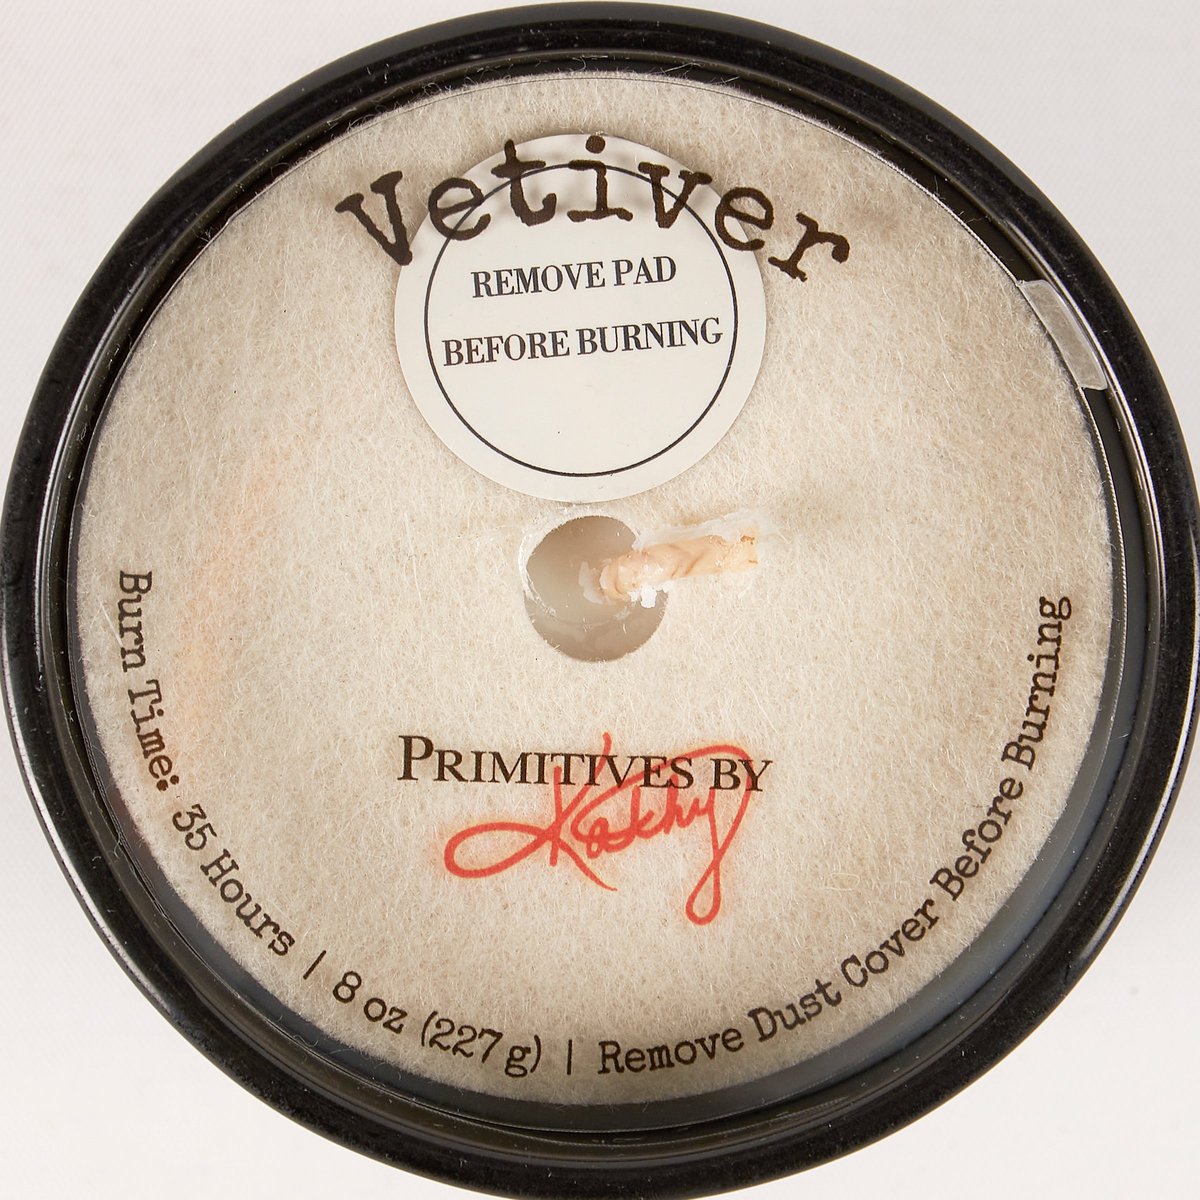 Vetiver
REMOVE PAD
BEFORE BURNING
PRIMITIVES BY
Kathy
Burn Time: 35 Hours | 8 oz (227 g) | Remove Dust Cover Before Burning